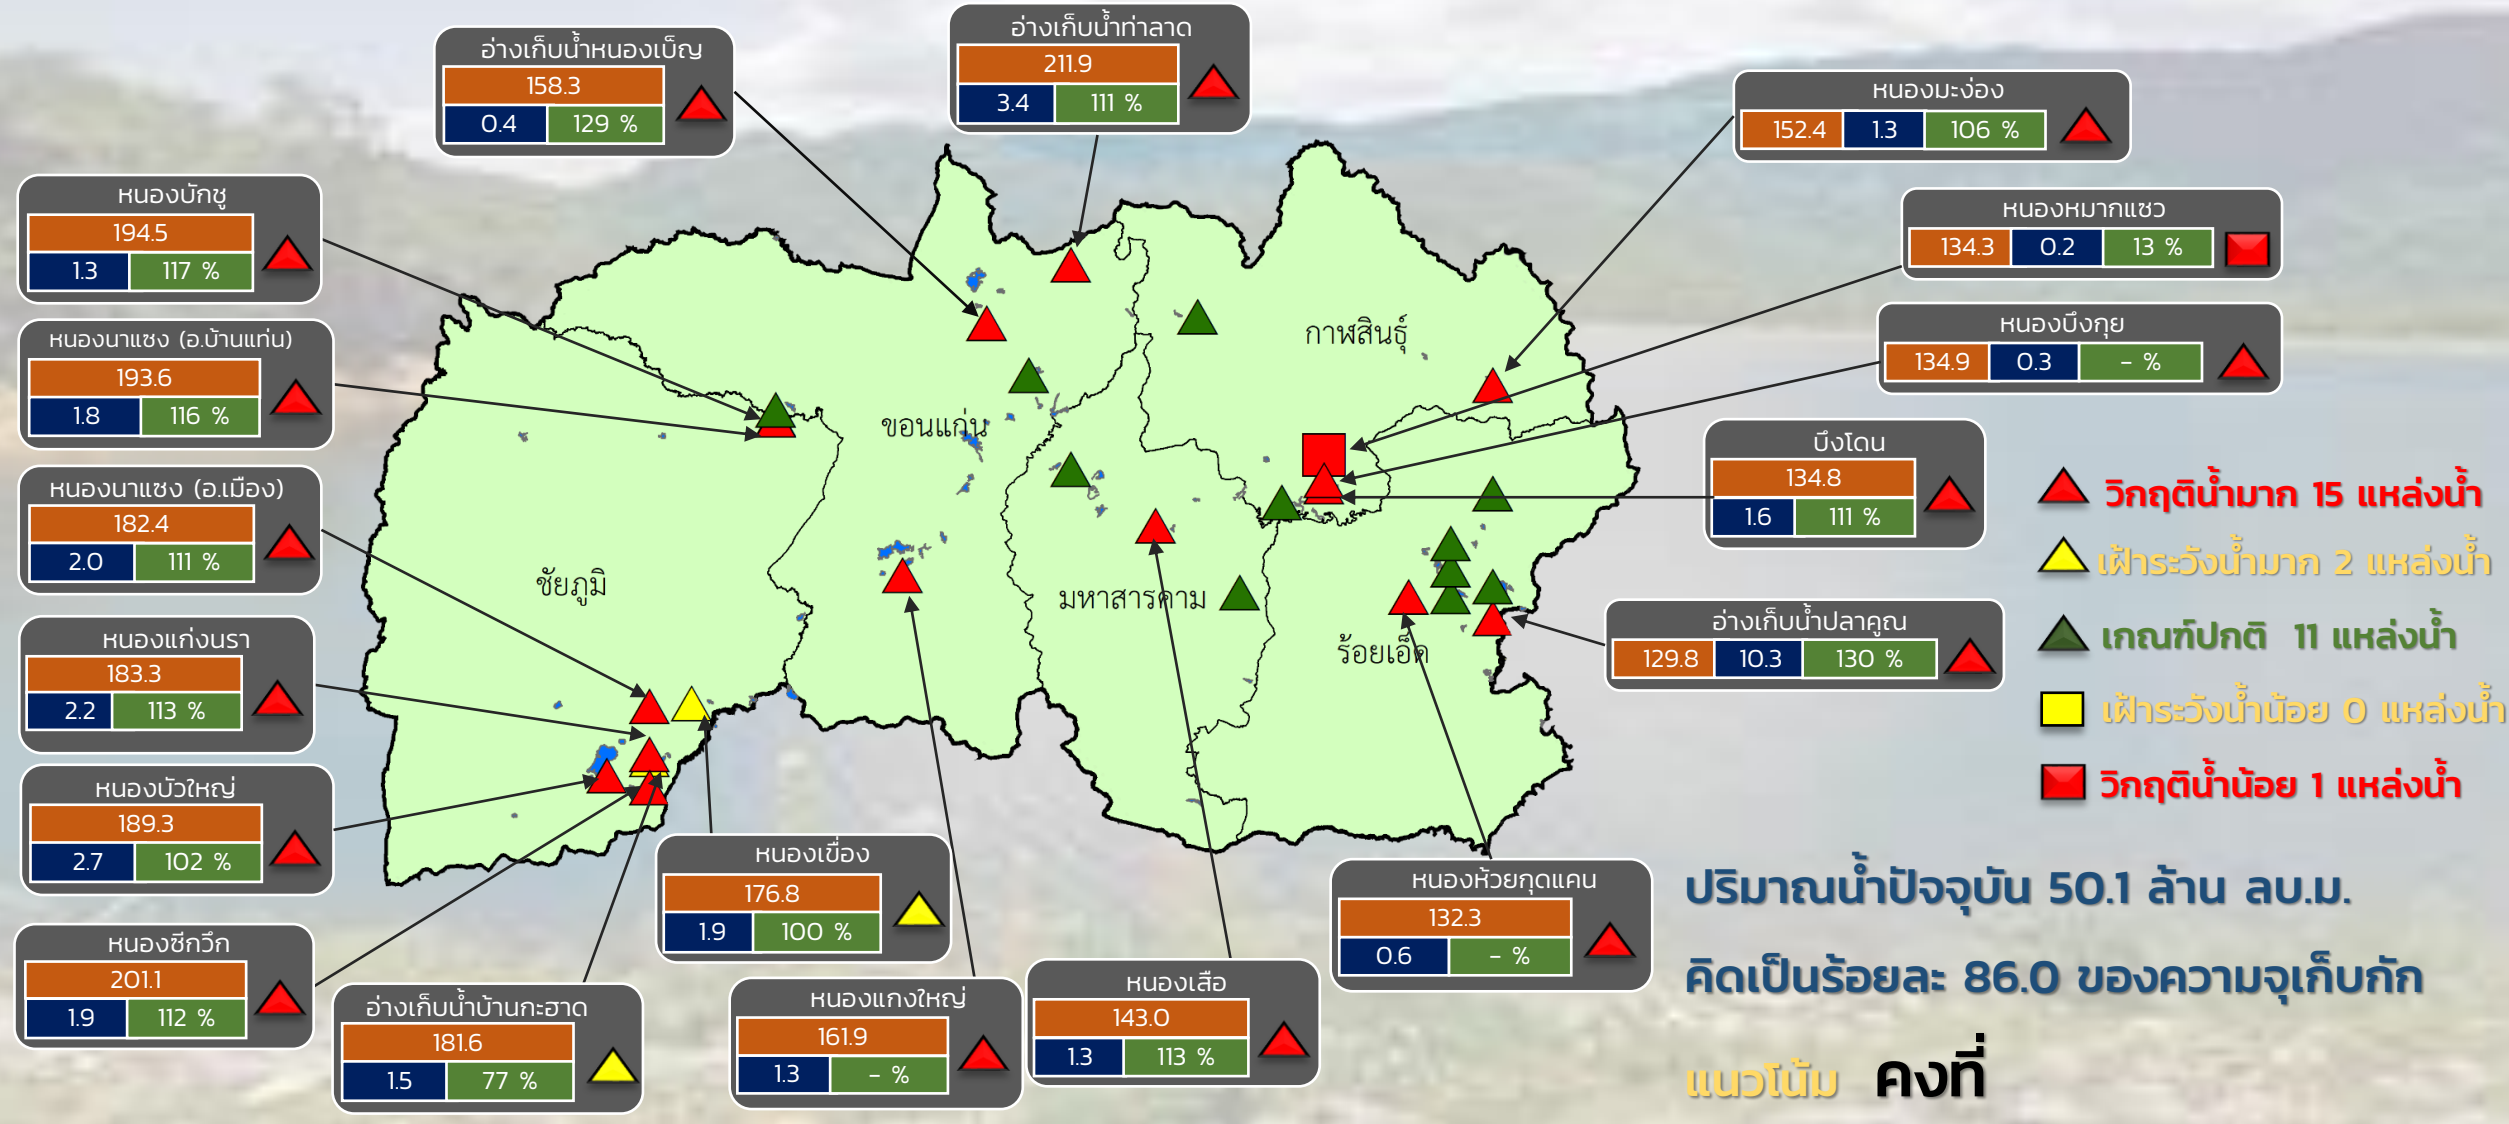 อ่างเก็บน้ำหนองเบ็ญ
158.3
0.4 129 %
อ่างเก็บน้ำท่าลาด
211.9
3.4 111 %
หนองมะง่อง
152.4 1.3 106 %
หนองบักชู
194.5
1.3 117 %
หนองหมากแซว
134.3 0.2 13 %
หนองนาแซง (อ.บ้านแท่น)
193.6
1.8 116 %
หนองบึงกุย
134.9 0.3 - %
กาฬสินธุ์
ขอนแก่น
บึงโดน
134.8
1.6 111 %
หนองนาแซง (อ.เมือง)
182.4
2.0 111 %
วิกฤติน้ำมาก 15 แหล่งน้ำ
เฝ้าระวังน้ำมาก 2 แหล่งน้ำ
เกณฑ์ปกติ 11 แหล่งน้ำ
เฝ้าระวังน้ำน้อย 0 แหล่งน้ำ
วิกฤติน้ำน้อย 1 แหล่งน้ำ
ชัยภูมิ
มหาสารคาม
ร้อยเอ็ด
อ่างเก็บน้ำปลาคูณ
129.8 10.3 130 %
หนองแก่งนรา
183.3
2.2 113 %
หนองบัวใหญ่
189.3
2.7 102 %
หนองเขื่อง
176.8
1.9 100 %
หนองห้วยกุดแคน
132.3
0.6 - %
หนองซีกวึก
201.1
1.9 112 %
อ่างเก็บน้ำบ้านกะฮาด
181.6
1.5 77 %
หนองแกงใหญ่
161.9
1.3 - %
หนองเสือ
143.0
1.3 113 %
ปริมาณน้ำปัจจุบัน 50.1 ล้าน ลบ.ม.
คิดเป็นร้อยละ 86.0 ของความจุเก็บกัก
แนวโน้ม คงที่